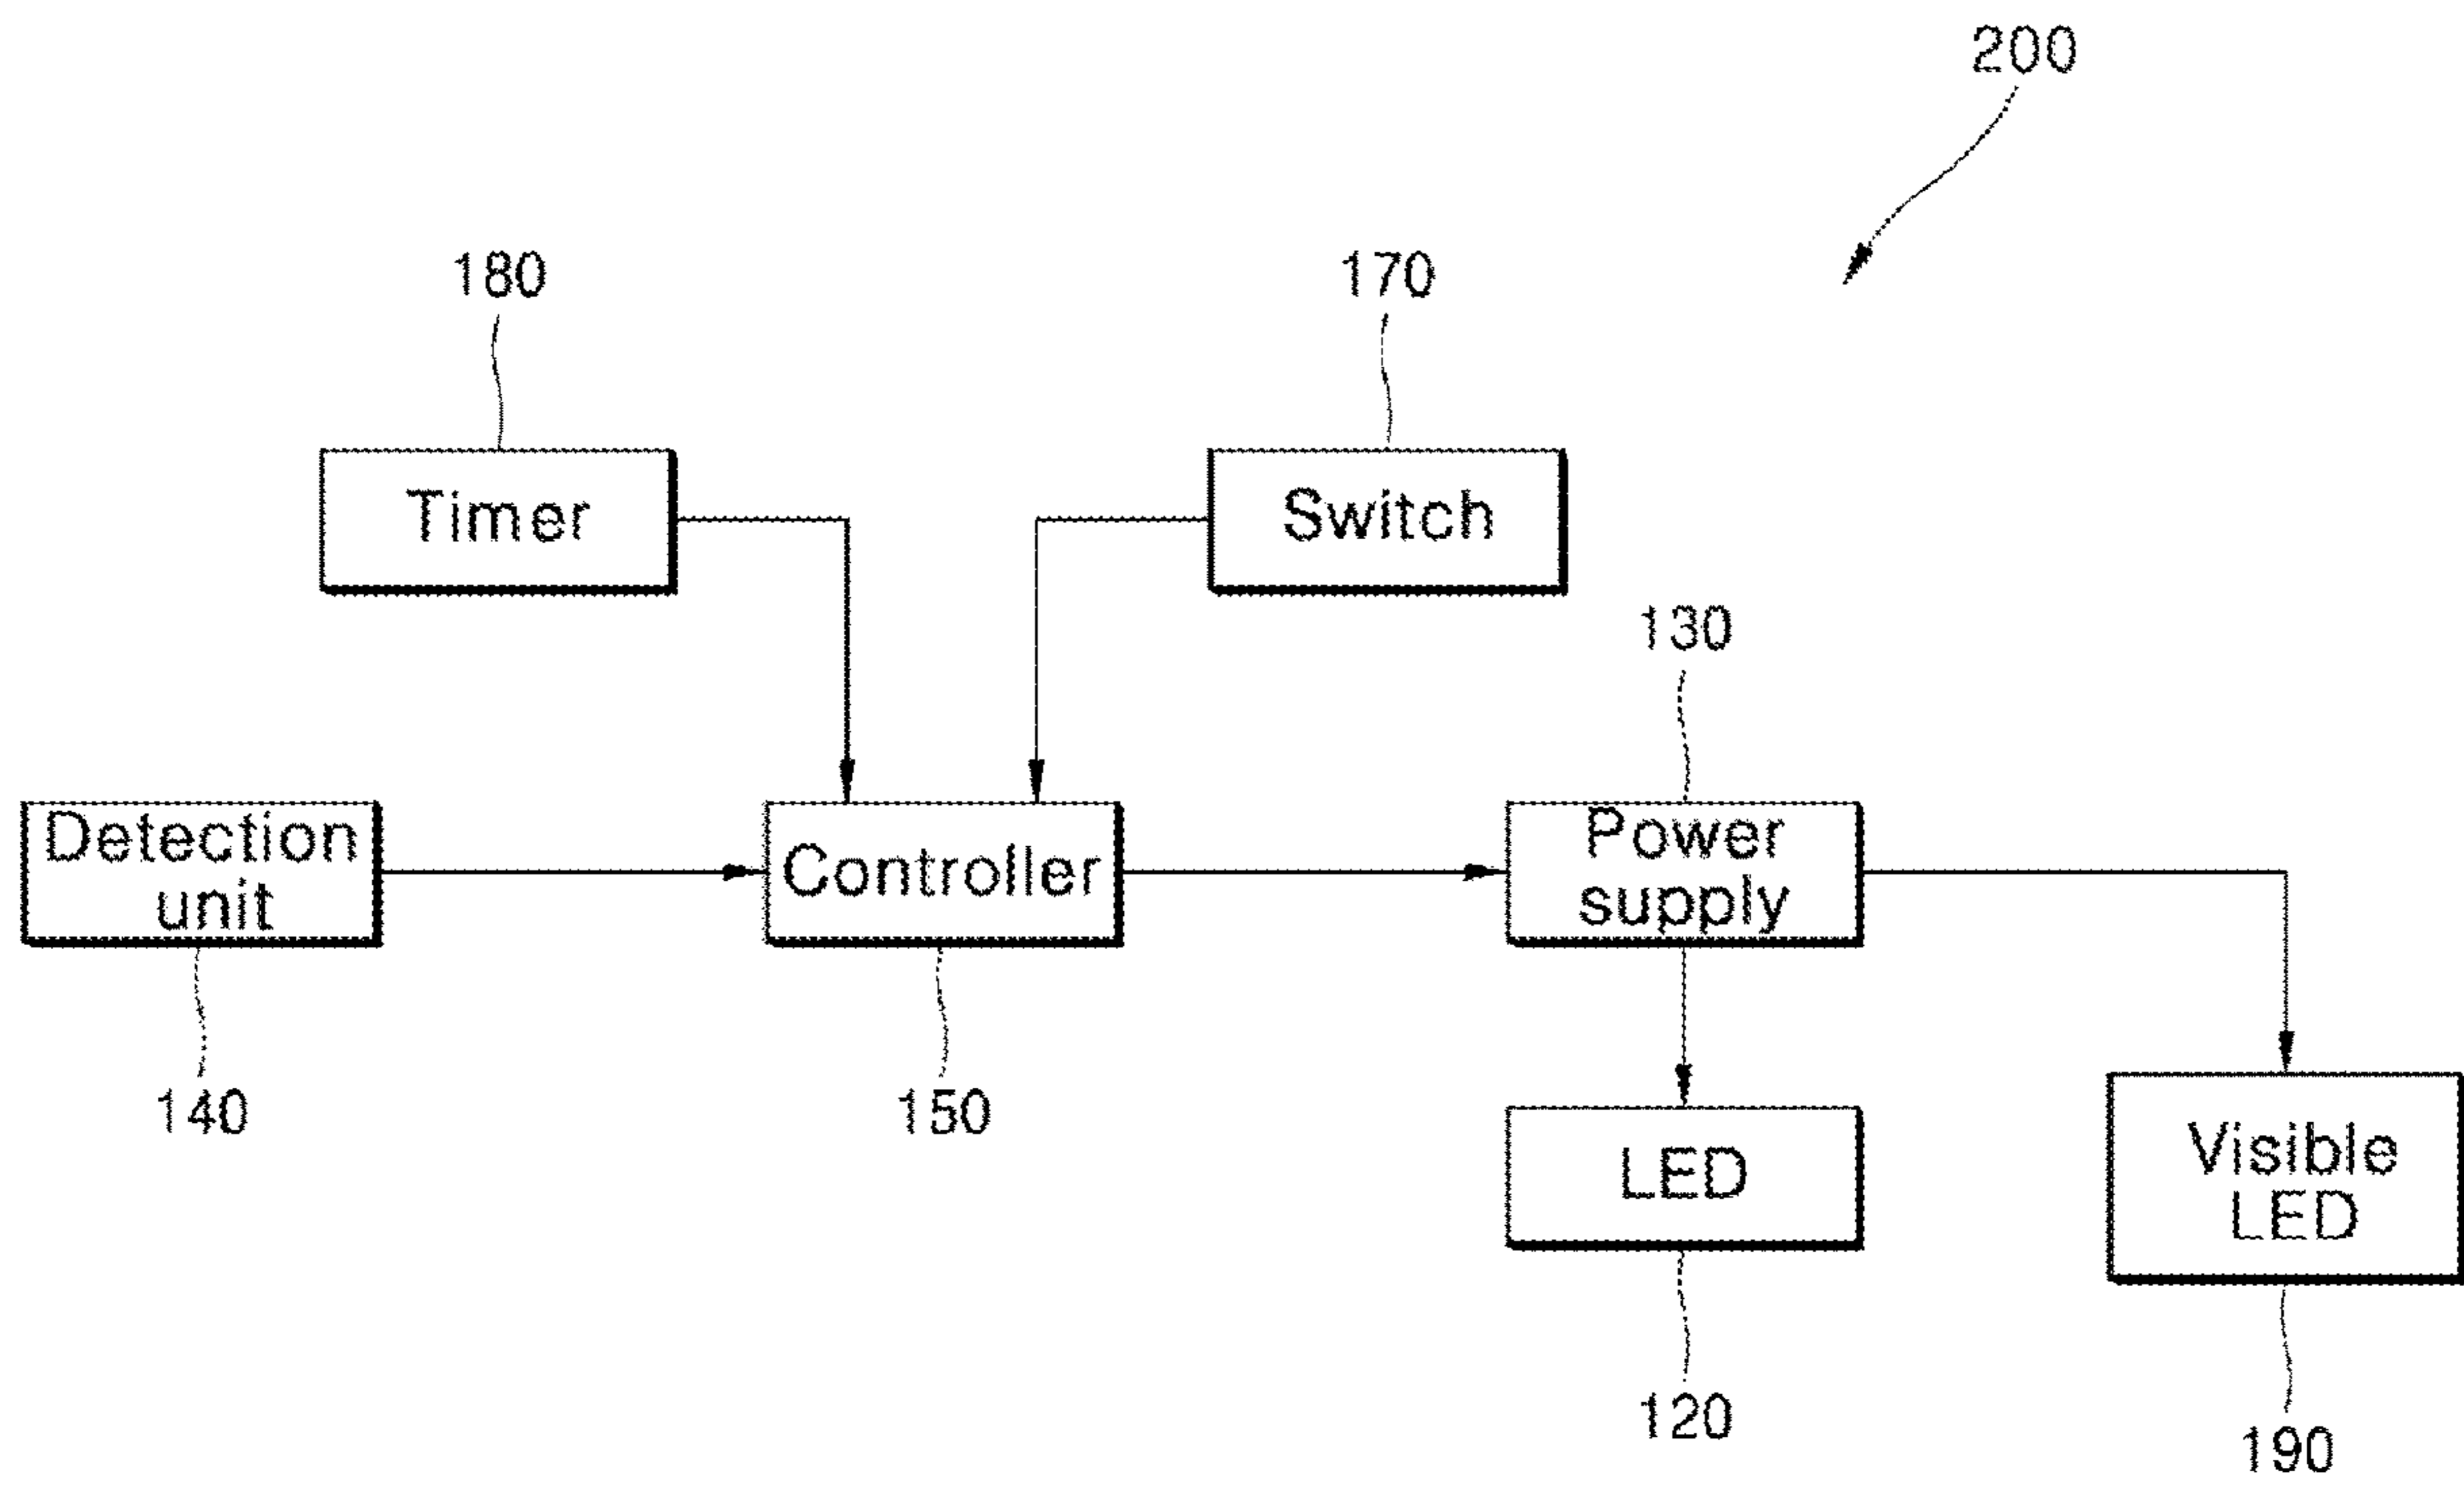 200
180
170
Timer
Switch
130
Detection
unit
Controller
Power
supply
140
150
LED
Visible
LED
120
190